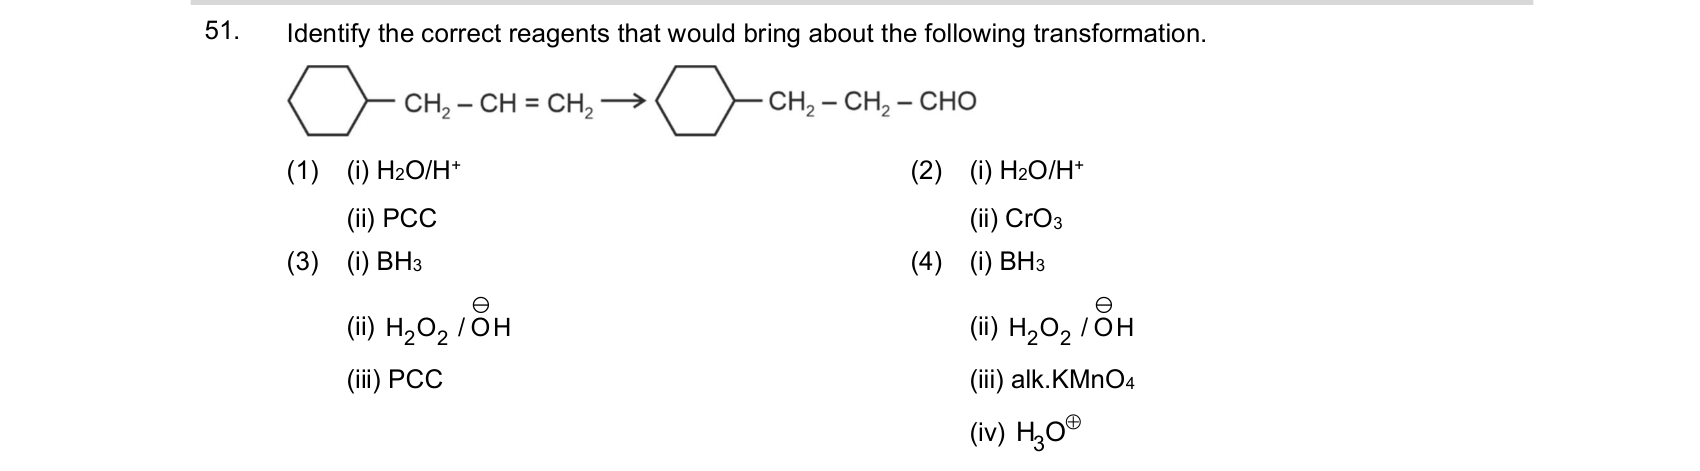 51. Identify the correct reagents that would bring about the following transformation.
CH₂ – CH = CH₂ → CH₂ – CH₂ – CHO
(1) (i) H₂O/H⁺ (2) (i) H₂O/H⁺
(ii) PCC (ii) CrO₃
(3) (i) BH₃ (4) (i) BH₃
(ii) H₂O₂ / O⊖H (ii) H₂O₂ / O⊖H
(iii) PCC (iii) alk.KMnO₄
(iv) H₃O⊕